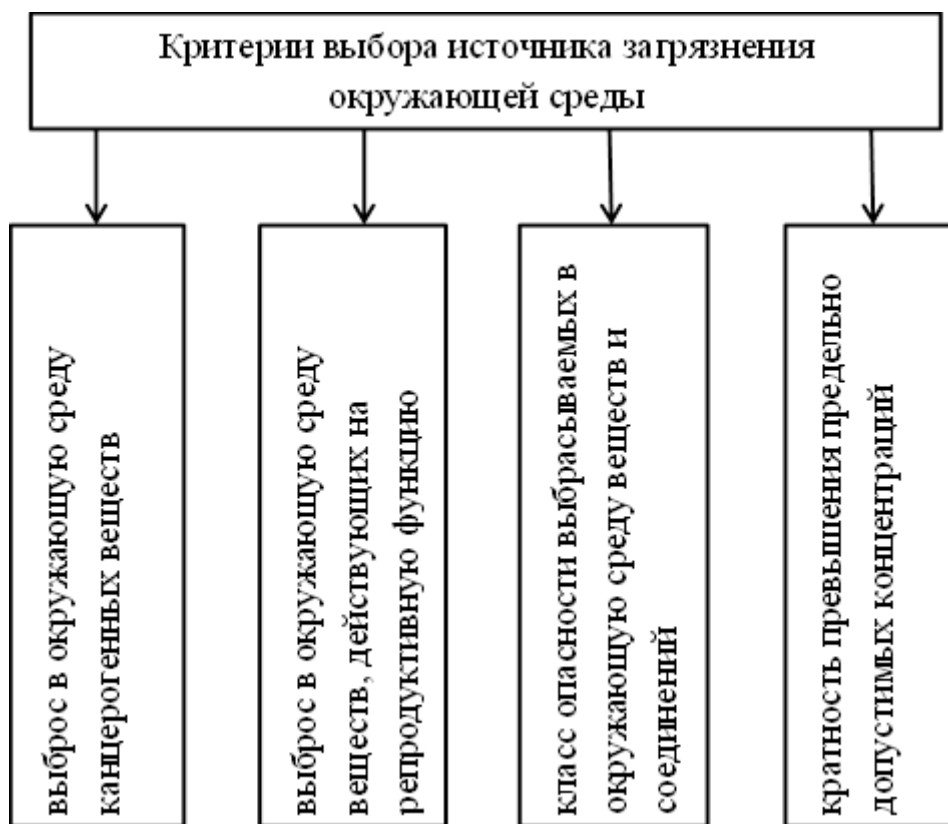 Критерии выбора источника загрязнения
окружающей среды
выброс в окружающую среду
канцерогенных веществ
выброс в окружающую среду
веществ, действующих на
репродуктивную функцию
класс опасности выбрасываемых в
окружающую среду веществ и
соединений
кратность превышения предельно
допустимых концентраций